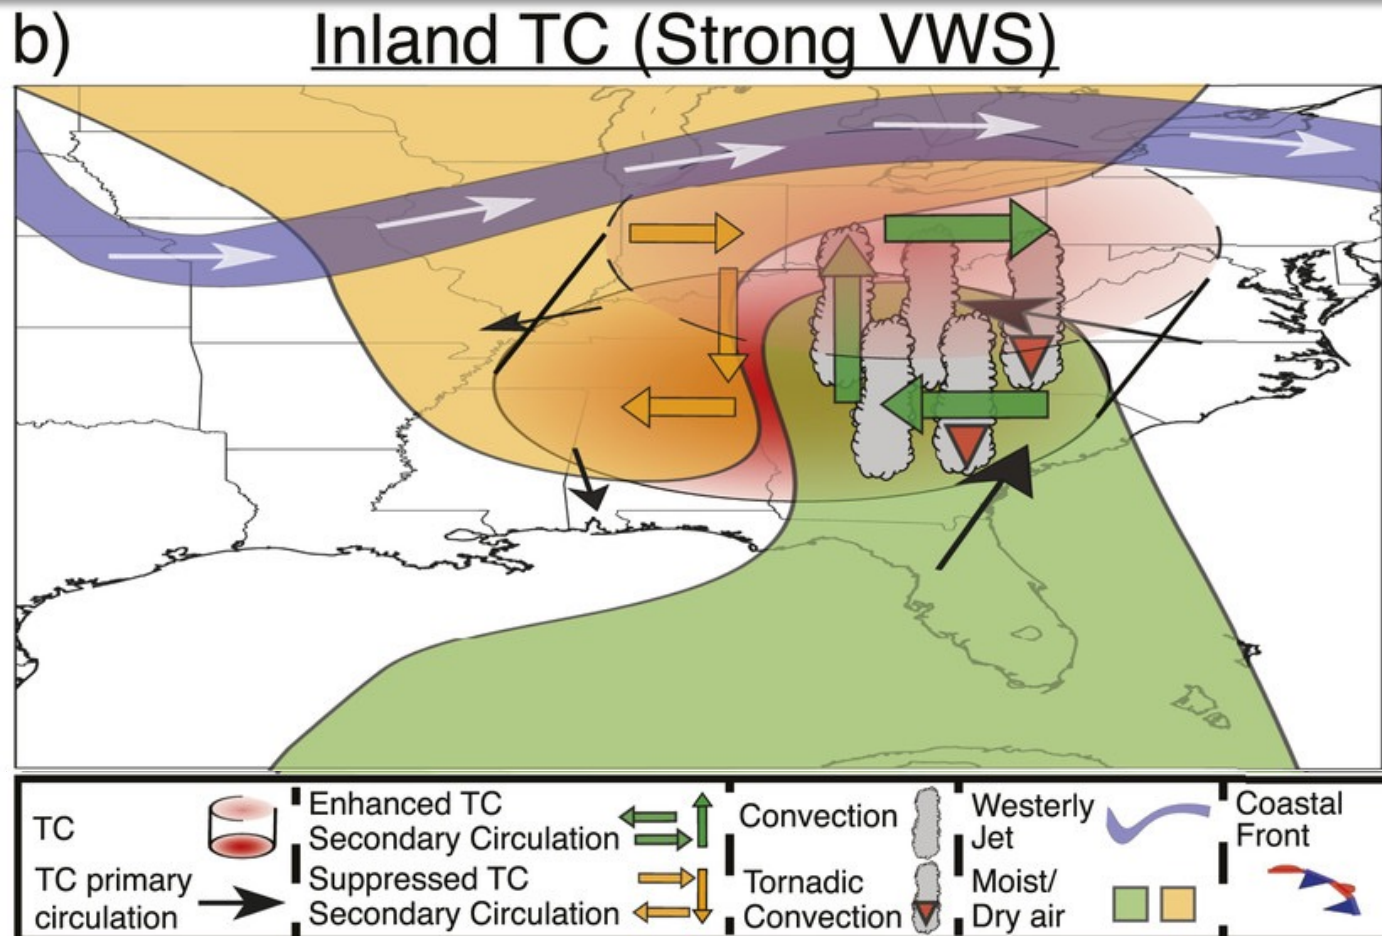 b) Inland TC (Strong VWS)
TC
TC primary
circulation
Enhanced TC
Secondary Circulation
Suppressed TC
Secondary Circulation
Convection
Tornadic
Convection
Westerly
Jet
Moist/
Dry air
Coastal
Front